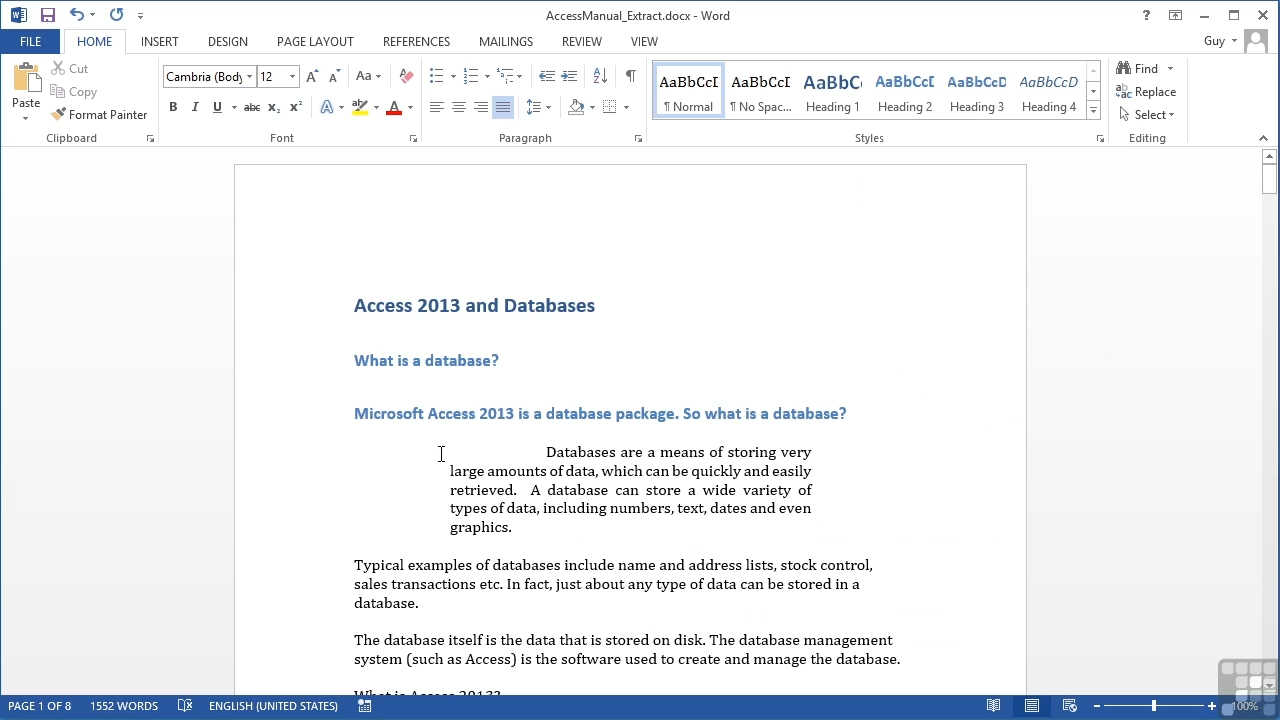 AccessManual_Extract.docx - Word
FILE HOME INSERT DESIGN PAGE LAYOUT REFERENCES MAILINGS REVIEW VIEW Guy
Paste
Cut
Copy
Format Painter
Clipboard
Cambria (Body 12
Font
Paragraph
AaBbCcI AaBbCcI AaBbC AaBbCcI AaBbCcD AaBbCcD
¶ Normal ¶ No Spac... Heading 1 Heading 2 Heading 3 Heading 4
Styles
Find
Replace
Select
Editing
Access 2013 and Databases
What is a database?
Microsoft Access 2013 is a database package. So what is a database?
Databases are a means of storing very
large amounts of data, which can be quickly and easily
retrieved. A database can store a wide variety of
types of data, including numbers, text, dates and even
graphics.
Typical examples of databases include name and address lists, stock control,
sales transactions etc. In fact, just about any type of data can be stored in a
database.
The database itself is the data that is stored on disk. The database management
system (such as Access) is the software used to create and manage the database.
What is Access 2013?
PAGE 1 OF 8 1552 WORDS ENGLISH (UNITED STATES) 100%